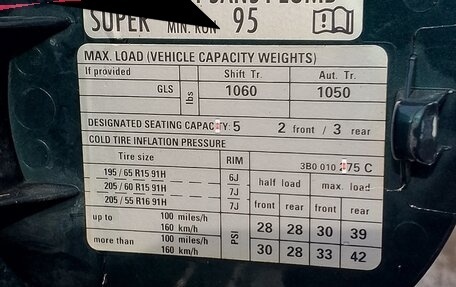 SUPER MIN. RON 95
MAX. LOAD (VEHICLE CAPACITY WEIGHTS)
If provided Shift Tr. Aut. Tr.
GLS lbs 1060 1050
DESIGNATED SEATING CAPACITY: 5 2 front / 3 rear
COLD TIRE INFLATION PRESSURE
Tire size RIM 3B0 010 75 C
195 / 65 R15 91H 6J half load max. load
205 / 60 R15 91H 7J
205 / 55 R16 91H 7J front rear front rear
up to 100 miles/h 160 km/h PSI 28 28 30 39
more than 100 miles/h 160 km/h 30 28 33 42